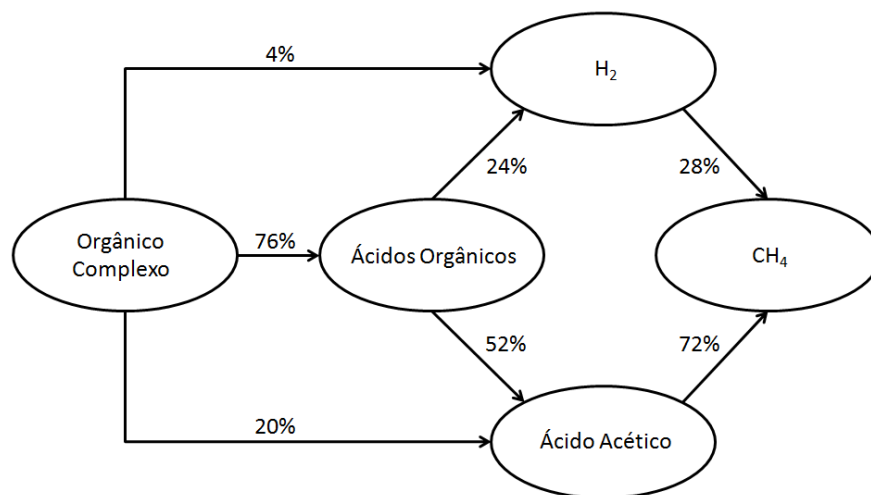 4%
H₂
24%
28%
Orgânico
Complexo
76%
Ácidos Orgânicos
CH₄
52%
72%
20%
Ácido Acético